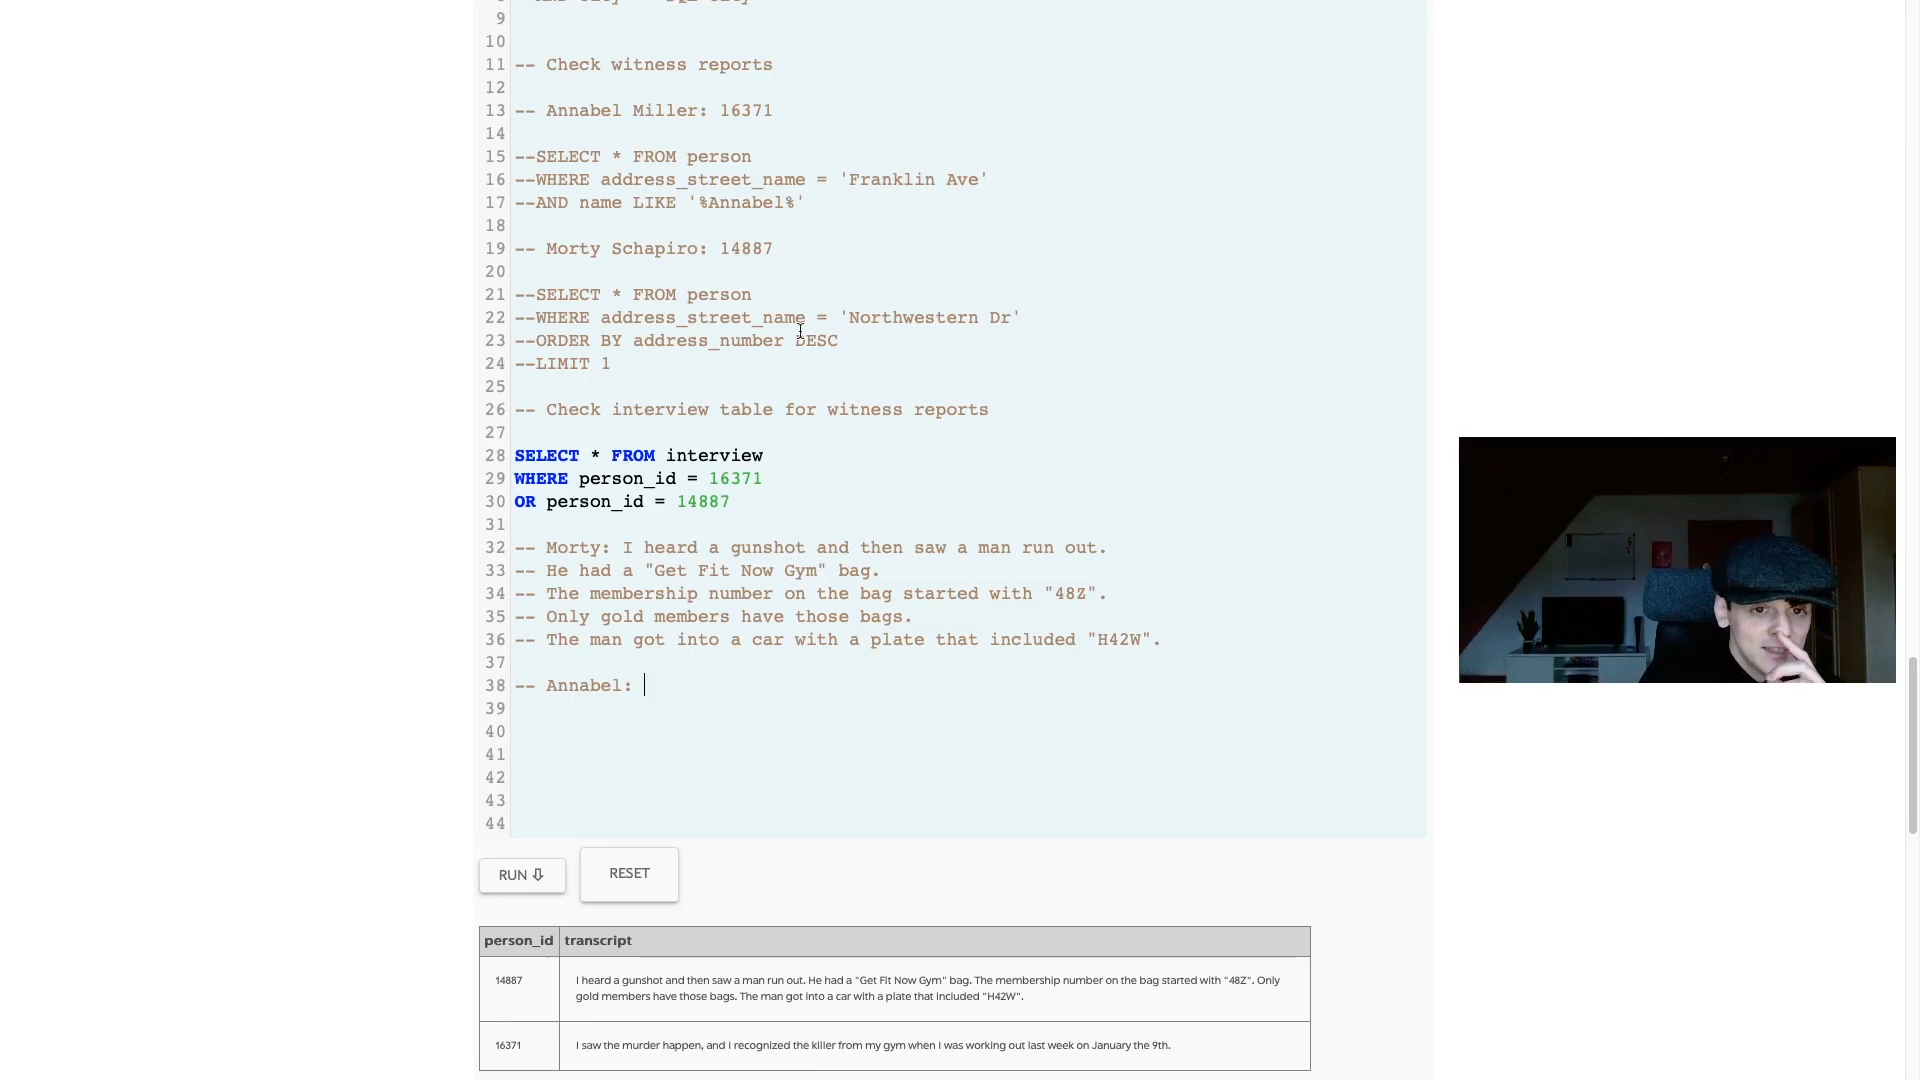 9
10
11 -- Check witness reports
12
13 -- Annabel Miller: 16371
14
15 --SELECT * FROM person
16 --WHERE address_street_name = 'Franklin Ave'
17 --AND name LIKE '%Annabel%'
18
19 -- Morty Schapiro: 14887
20
21 --SELECT * FROM person
22 --WHERE address_street_name = 'Northwestern Dr'
23 --ORDER BY address_number DESC
24 --LIMIT 1
25
26 -- Check interview table for witness reports
27
28 SELECT * FROM interview
29 WHERE person_id = 16371
30 OR person_id = 14887
31
32 -- Morty: I heard a gunshot and then saw a man run out.
33 -- He had a "Get Fit Now Gym" bag.
34 -- The membership number on the bag started with "48Z".
35 -- Only gold members have those bags.
36 -- The man got into a car with a plate that included "H42W".
37
38 -- Annabel:
39
40
41
42
43
44
RUN ⇩ RESET
person_id transcript
14887 I heard a gunshot and then saw a man run out. He had a "Get Fit Now Gym" bag. The membership number on the bag started with "48Z". Only
gold members have those bags. The man got into a car with a plate that included "H42W".
16371 I saw the murder happen, and I recognized the killer from my gym when I was working out last week on January the 9th.